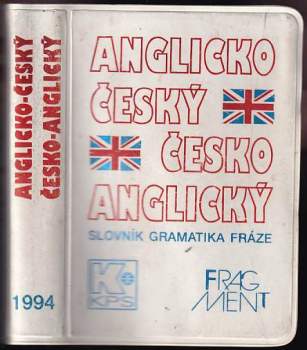 ANGLICKO-ČESKÝ
ČESKO-ANGLICKÝ
1994
ANGLICKO
ČESKÝ
ČESKO
ANGLICKÝ
SLOVNÍK GRAMATIKA FRÁZE
K
KPS
FRAG
MENT